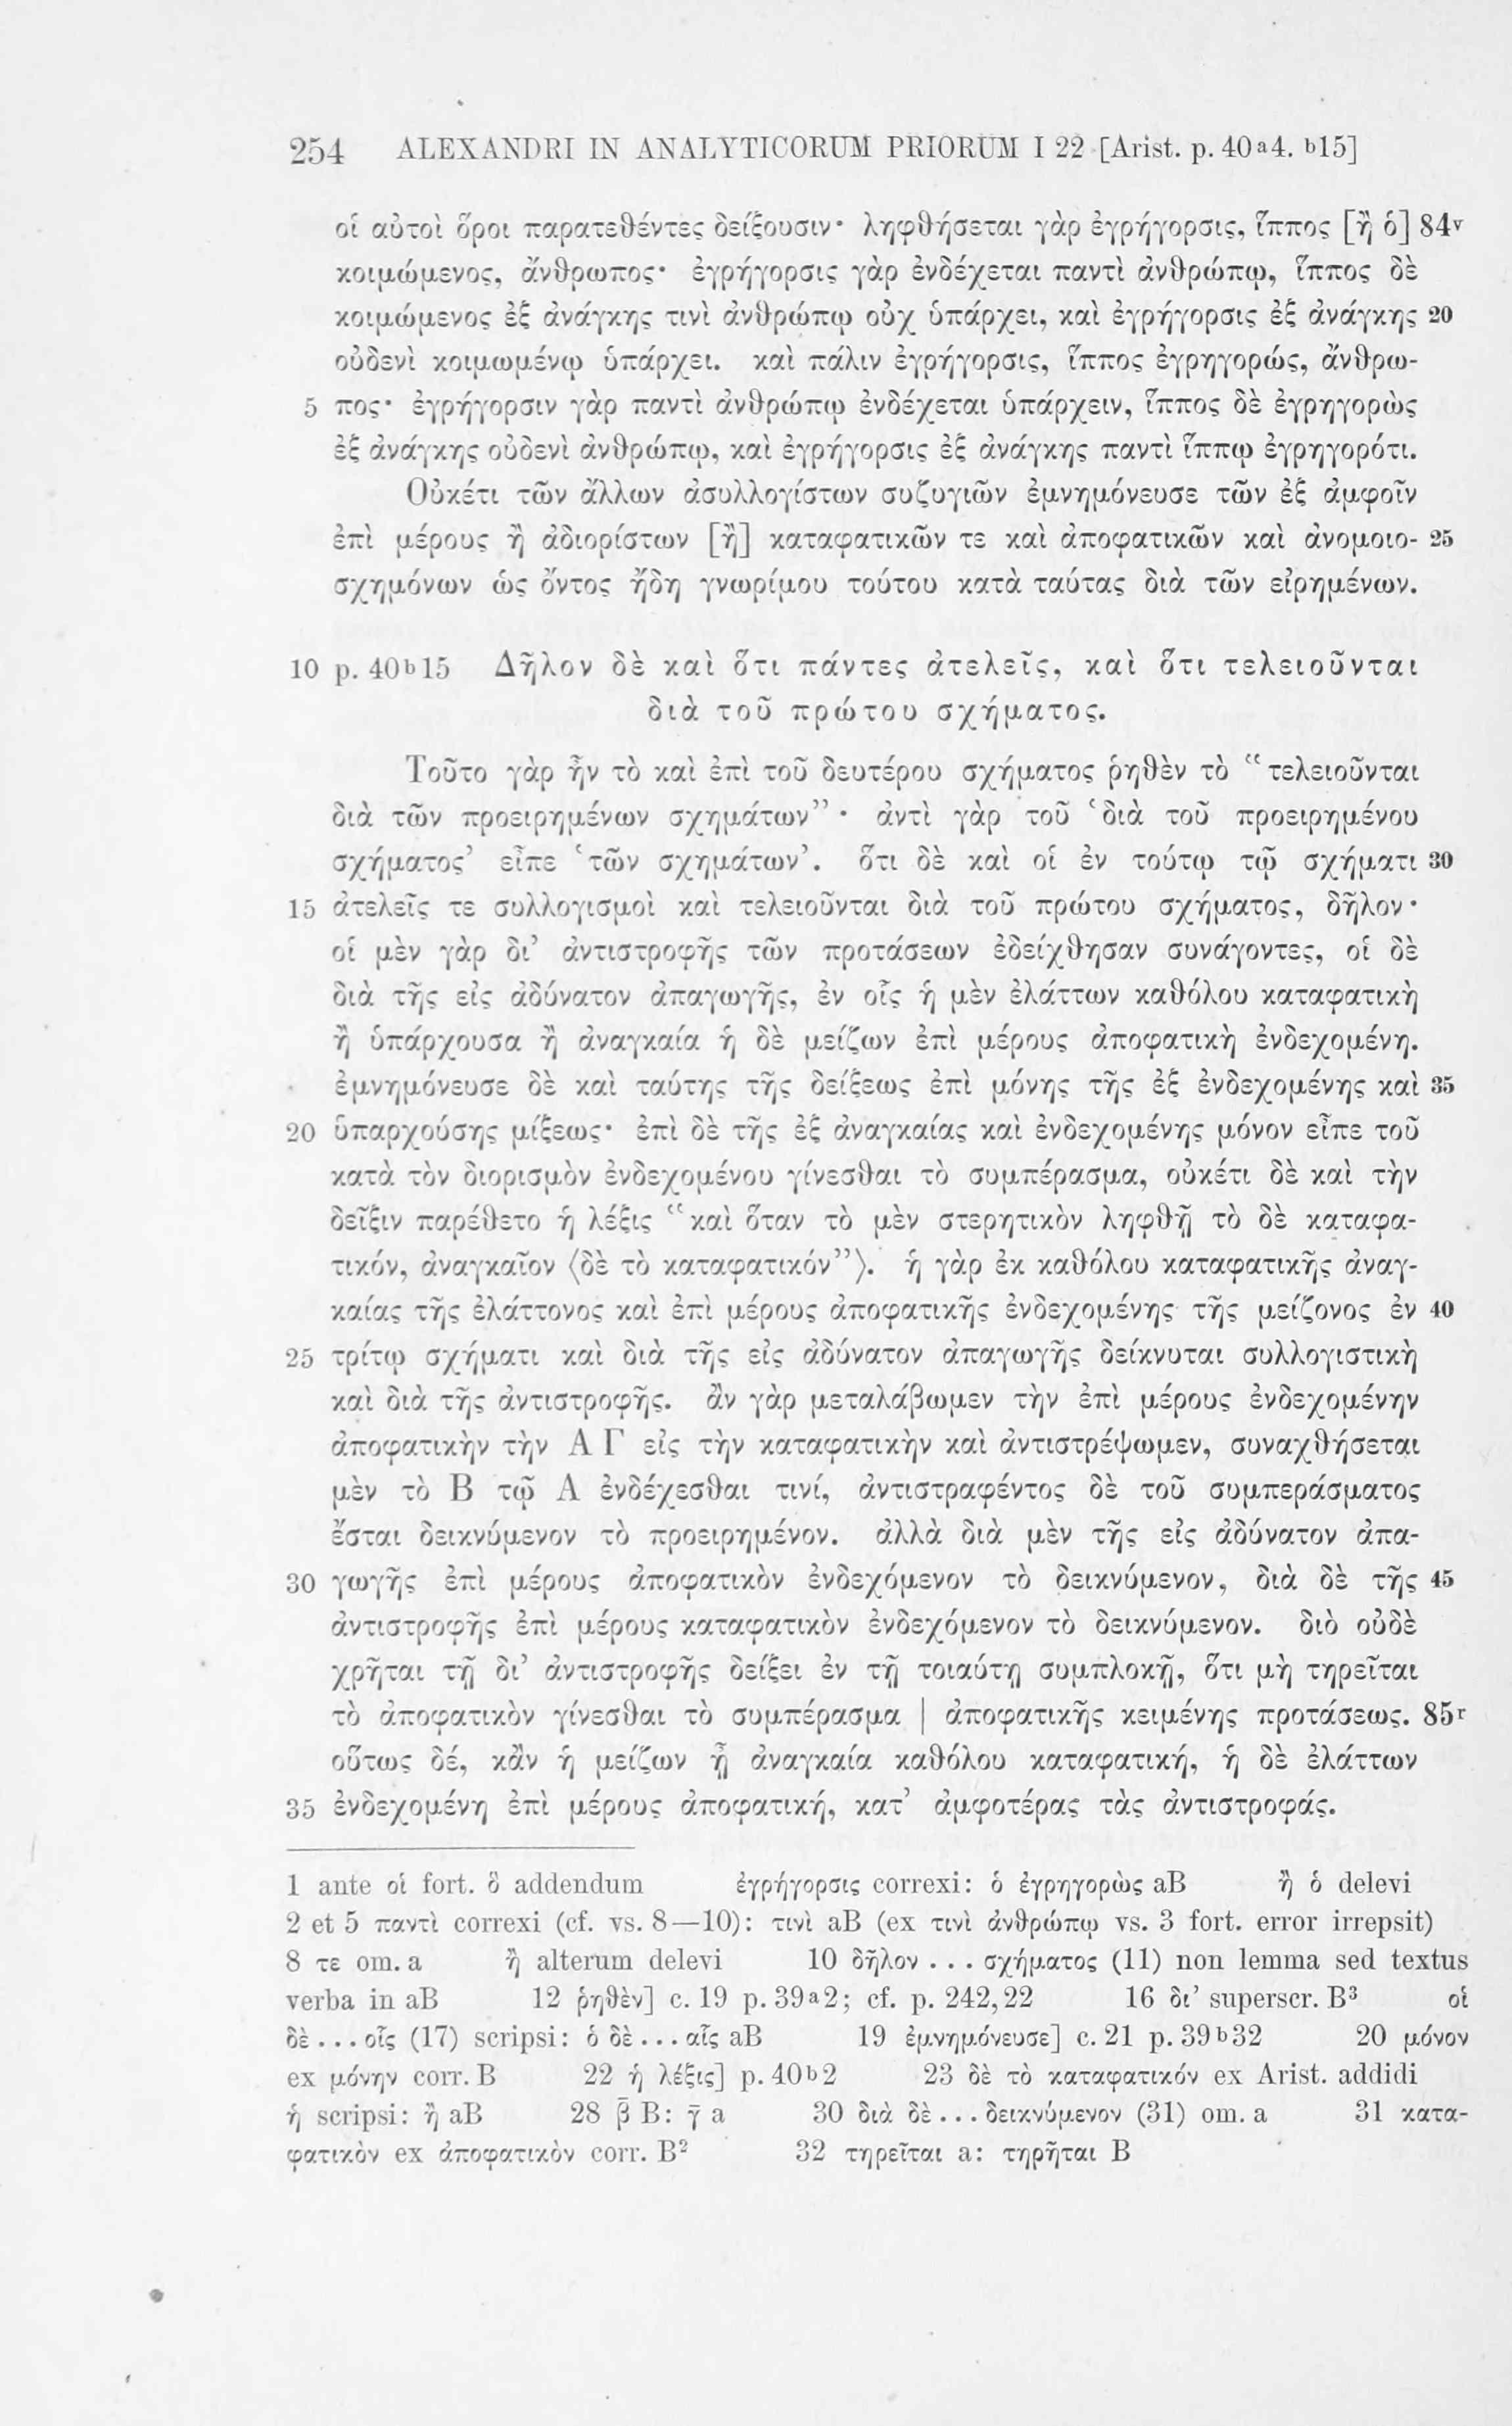 254 ALEXANDRI IN ANALYTICORUM PRIORUM I 22 [Arist. p. 40a4. b15]
οἱ αὐτοὶ ὅροι παρατεθέντες δείξουσιν· ληφθήσεται γὰρ ἐγρήγορσις, ἵππος [ἢ ὁ] 84v
κοιμώμενος, ἄνθρωπος· ἐγρήγορσις γὰρ ἐνδέχεται παντὶ ἀνθρώπῳ, ἵππος δὲ
κοιμώμενος ἐξ ἀνάγκης τινὶ ἀνθρώπῳ οὐχ ὑπάρχει, καὶ ἐγρήγορσις ἐξ ἀνάγκης 20
οὐδενὶ κοιμωμένῳ ὑπάρχει. καὶ πάλιν ἐγρήγορσις, ἵππος ἐγρηγορώς, ἄνθρω-
5 πος· ἐγρήγορσιν γὰρ παντὶ ἀνθρώπῳ ἐνδέχεται ὑπάρχειν, ἵππος δὲ ἐγρηγορὼς
ἐξ ἀνάγκης οὐδενὶ ἀνθρώπῳ, καὶ ἐγρήγορσις ἐξ ἀνάγκης παντὶ ἵππῳ ἐγρηγορότι.
Οὐκέτι τῶν ἄλλων ἀσυλλογίστων συζυγιῶν ἐμνημόνευσε τῶν ἐξ ἀμφοῖν
ἐπὶ μέρους ἢ ἀδιορίστων [ἢ] καταφατικῶν τε καὶ ἀποφατικῶν καὶ ἀνομοιο- 25
σχημόνων ὡς ὄντος ἤδη γνωρίμου τούτου κατὰ ταύτας διὰ τῶν εἰρημένων.
10 p. 40b15 Δῆλον δὲ καὶ ὅτι πάντες ἀτελεῖς, καὶ ὅτι τελειοῦνται
διὰ τοῦ πρώτου σχήματος.
Τοῦτο γὰρ ἦν τὸ καὶ ἐπὶ τοῦ δευτέρου σχήματος ῥηθὲν τὸ “τελειοῦνται
διὰ τῶν προειρημένων σχημάτων”· ἀντὶ γὰρ τοῦ ‘διὰ τοῦ προειρημένου
σχήματος’ εἶπε ‘τῶν σχημάτων’. ὅτι δὲ καὶ οἱ ἐν τούτῳ τῷ σχήματι 30
15 ἀτελεῖς τε συλλογισμοὶ καὶ τελειοῦνται διὰ τοῦ πρώτου σχήματος, δῆλον·
οἱ μὲν γὰρ δι’ ἀντιστροφῆς τῶν προτάσεων ἐδείχθησαν συνάγοντες, οἱ δὲ
διὰ τῆς εἰς ἀδύνατον ἀπαγωγῆς, ἐν οἷς ἡ μὲν ἐλάττων καθόλου καταφατικὴ
ἢ ὑπάρχουσα ἢ ἀναγκαία ἡ δὲ μείζων ἐπὶ μέρους ἀποφατικὴ ἐνδεχομένη.
ἐμνημόνευσε δὲ καὶ ταύτης τῆς δείξεως ἐπὶ μόνης τῆς ἐξ ἐνδεχομένης καὶ 35
20 ὑπαρχούσης μίξεως· ἐπὶ δὲ τῆς ἐξ ἀναγκαίας καὶ ἐνδεχομένης μόνον εἶπε τοῦ
κατὰ τὸν διορισμὸν ἐνδεχομένου γίνεσθαι τὸ συμπέρασμα, οὐκέτι δὲ καὶ τὴν
δεῖξιν παρέθετο ἡ λέξις “καὶ ὅταν τὸ μὲν στερητικὸν ληφθῇ τὸ δὲ καταφα-
τικόν, ἀναγκαῖον ⟨δὲ τὸ καταφατικόν”⟩. ἡ γὰρ ἐκ καθόλου καταφατικῆς ἀναγ-
καίας τῆς ἐλάττονος καὶ ἐπὶ μέρους ἀποφατικῆς ἐνδεχομένης τῆς μείζονος ἐν 40
25 τρίτῳ σχήματι καὶ διὰ τῆς εἰς ἀδύνατον ἀπαγωγῆς δείκνυται συλλογιστικὴ
καὶ διὰ τῆς ἀντιστροφῆς. ἂν γὰρ μεταλάβωμεν τὴν ἐπὶ μέρους ἐνδεχομένην
ἀποφατικὴν τὴν Α Γ εἰς τὴν καταφατικὴν καὶ ἀντιστρέψωμεν, συναχθήσεται
μὲν τὸ Β τῷ Α ἐνδέχεσθαι τινί, ἀντιστραφέντος δὲ τοῦ συμπεράσματος
ἔσται δεικνύμενον τὸ προειρημένον. ἀλλὰ διὰ μὲν τῆς εἰς ἀδύνατον ἀπα-
30 γωγῆς ἐπὶ μέρους ἀποφατικὸν ἐνδεχόμενον τὸ δεικνύμενον, διὰ δὲ τῆς 45
ἀντιστροφῆς ἐπὶ μέρους καταφατικὸν ἐνδεχόμενον τὸ δεικνύμενον. διὸ οὐδὲ
χρῆται τῇ δι’ ἀντιστροφῆς δείξει ἐν τῇ τοιαύτῃ συμπλοκῇ, ὅτι μὴ τηρεῖται
τὸ ἀποφατικὸν γίνεσθαι τὸ συμπέρασμα | ἀποφατικῆς κειμένης προτάσεως. 85r
οὕτως δέ, κἂν ἡ μείζων ᾖ ἀναγκαία καθόλου καταφατική, ἡ δὲ ἐλάττων
35 ἐνδεχομένη ἐπὶ μέρους ἀποφατική, κατ’ ἀμφοτέρας τὰς ἀντιστροφάς.
1 ante οἱ fort. ὃ addendum ἐγρήγορσις correxi: ὁ ἐγρηγορὼς aB ἢ ὁ delevi
2 et 5 παντὶ correxi (cf. vs. 8—10): τινὶ aB (ex τινὶ ἀνθρώπῳ vs. 3 fort. error irrepsit)
8 τε om. a ἢ alterum delevi 10 δῆλον . . . σχήματος (11) non lemma sed textus
verba in aB 12 ῥηθὲν] c. 19 p. 39a2; cf. p. 242,22 16 δι’ superscr. B3 οἱ
δὲ . . . οἷς (17) scripsi: ὁ δὲ . . . αἷς aB 19 ἐμνημόνευσε] c. 21 p. 39b32 20 μόνον
ex μόνην corr. B 22 ἡ λέξις] p. 40b2 23 δὲ τὸ καταφατικόν ex Arist. addidi
ἡ scripsi: ἢ aB 28 β̄ B: γ̄ a 30 διὰ δὲ . . . δεικνύμενον (31) om. a 31 κατα-
φατικὸν ex ἀποφατικὸν corr. B2 32 τηρεῖται a: τηρῆται B